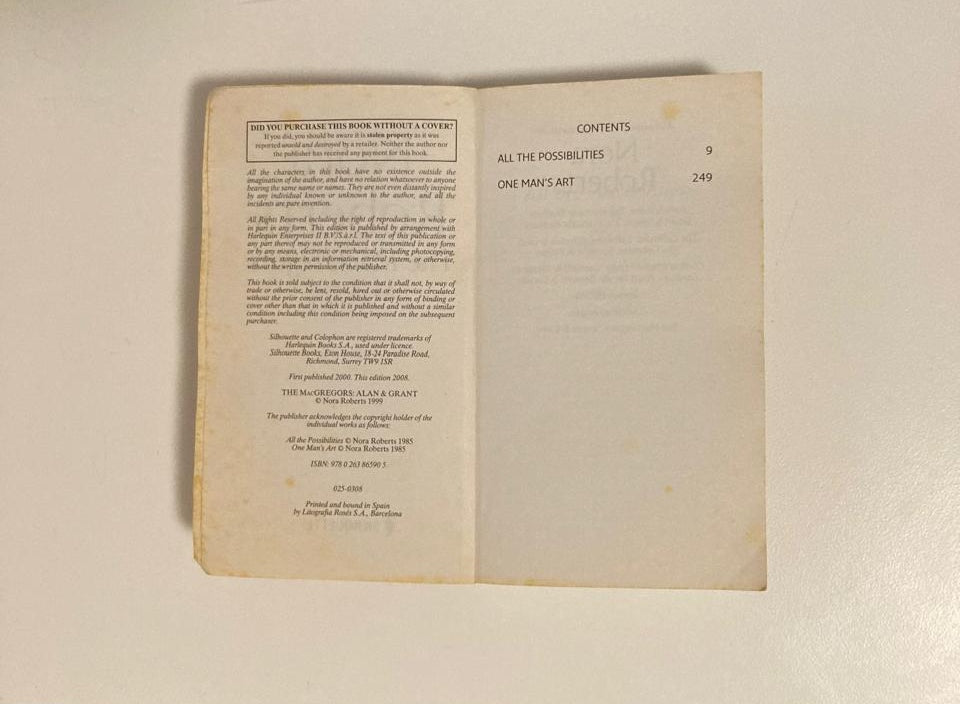 DID YOU PURCHASE THIS BOOK WITHOUT A COVER?
If you did, you should be aware it is stolen property as it was
reported unsold and destroyed by a retailer. Neither the author nor
the publisher has received any payment for this book.
All the characters in this book have no existence outside the
imagination of the author, and have no relation whatsoever to anyone
bearing the same name or names. They are not even distantly inspired
by any individual known or unknown to the author, and all the
incidents are pure invention.
All Rights Reserved including the right of reproduction in whole or
in part in any form. This edition is published by arrangement with
Harlequin Enterprises II B.V./S.à.r.l. The text of this publication or
any part thereof may not be reproduced or transmitted in any form
or by any means, electronic or mechanical, including photocopying,
recording, storage in an information retrieval system, or otherwise,
without the written permission of the publisher.
This book is sold subject to the condition that it shall not, by way of
trade or otherwise, be lent, resold, hired out or otherwise circulated
without the prior consent of the publisher in any form of binding or
cover other than that in which it is published and without a similar
condition including this condition being imposed on the subsequent
purchaser.
Silhouette and Colophon are registered trademarks of
Harlequin Books S.A., used under licence.
Silhouette Books, Eton House, 18-24 Paradise Road,
Richmond, Surrey TW9 1SR
First published 2000. This edition 2008.
THE MACGREGORS: ALAN & GRANT
© Nora Roberts 1999
The publisher acknowledges the copyright holder of the
individual works as follows:
All the Possibilities © Nora Roberts 1985
One Man's Art © Nora Roberts 1985
ISBN: 978 0 263 86590 5
025-0308
Printed and bound in Spain
by Litografia Rosés S.A., Barcelona
CONTENTS
ALL THE POSSIBILITIES 9
ONE MAN'S ART 249